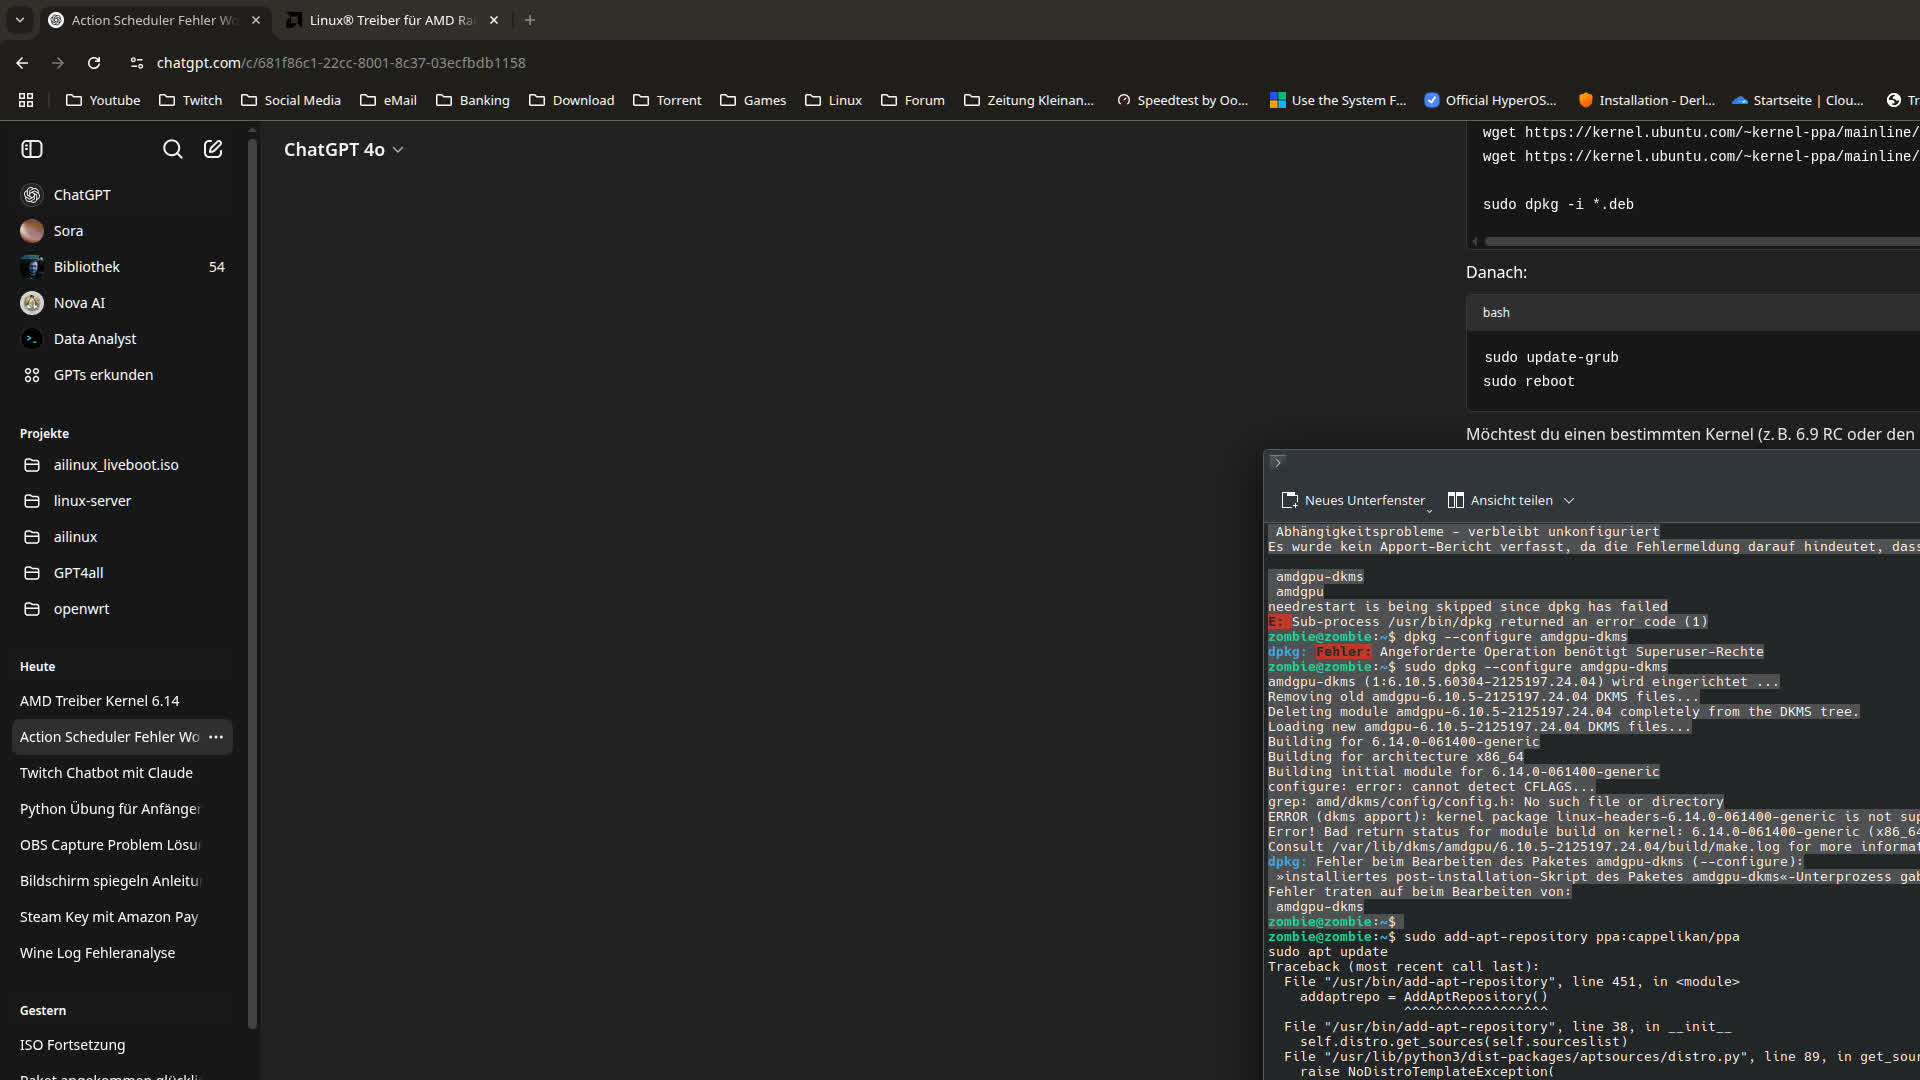 Action Scheduler Fehler Wo
Linux® Treiber für AMD Ra
chatgpt.com/c/681f86c1-22cc-8001-8c37-03ecfbdb1158
Youtube
Twitch
Social Media
eMail
Banking
Download
Torrent
Games
Linux
Forum
Zeitung Kleinan...
Speedtest by Oo...
Use the System F...
Official HyperOS...
Installation - Derl...
Startseite | Clou...
Tr
ChatGPT 4o
ChatGPT
Sora
Bibliothek 54
Nova AI
Data Analyst
GPTs erkunden
Projekte
ailinux_liveboot.iso
linux-server
ailinux
GPT4all
openwrt
Heute
AMD Treiber Kernel 6.14
Action Scheduler Fehler Wo
Twitch Chatbot mit Claude
Python Übung für Anfänger
OBS Capture Problem Lösu
Bildschirm spiegeln Anleitu
Steam Key mit Amazon Pay
Wine Log Fehleranalyse
Gestern
ISO Fortsetzung
Paket angekommen glückli
wget https://kernel.ubuntu.com/~kernel-ppa/mainline/
wget https://kernel.ubuntu.com/~kernel-ppa/mainline/
sudo dpkg -i *.deb
Danach:
bash
sudo update-grub
sudo reboot
Möchtest du einen bestimmten Kernel (z. B. 6.9 RC oder den
Neues Unterfenster
Ansicht teilen
Abhängigkeitsprobleme - verbleibt unkonfiguriert
Es wurde kein Apport-Bericht verfasst, da die Fehlermeldung darauf hindeutet, dass
amdgpu-dkms
amdgpu
needrestart is being skipped since dpkg has failed
E: Sub-process /usr/bin/dpkg returned an error code (1)
zombie@zombie:~$ dpkg --configure amdgpu-dkms
dpkg: Fehler: Angeforderte Operation benötigt Superuser-Rechte
zombie@zombie:~$ sudo dpkg --configure amdgpu-dkms
amdgpu-dkms (1:6.10.5.60304-2125197.24.04) wird eingerichtet ...
Removing old amdgpu-6.10.5-2125197.24.04 DKMS files...
Deleting module amdgpu-6.10.5-2125197.24.04 completely from the DKMS tree.
Loading new amdgpu-6.10.5-2125197.24.04 DKMS files...
Building for 6.14.0-061400-generic
Building for architecture x86_64
Building initial module for 6.14.0-061400-generic
configure: error: cannot detect CFLAGS...
grep: amd/dkms/config/config.h: No such file or directory
ERROR (dkms apport): kernel package linux-headers-6.14.0-061400-generic is not sup
Error! Bad return status for module build on kernel: 6.14.0-061400-generic (x86_64
Consult /var/lib/dkms/amdgpu/6.10.5-2125197.24.04/build/make.log for more informat
dpkg: Fehler beim Bearbeiten des Paketes amdgpu-dkms (--configure):
»installiertes post-installation-Skript des Paketes amdgpu-dkms«-Unterprozess gab
Fehler traten auf beim Bearbeiten von:
amdgpu-dkms
zombie@zombie:~$
zombie@zombie:~$ sudo add-apt-repository ppa:cappelikan/ppa
sudo apt update
Traceback (most recent call last):
File "/usr/bin/add-apt-repository", line 451, in <module>
addaptrepo = AddAptRepository()
^^^^^^^^^^^^^^^^^^
File "/usr/bin/add-apt-repository", line 38, in __init__
self.distro.get_sources(self.sourceslist)
File "/usr/lib/python3/dist-packages/aptsources/distro.py", line 89, in get_sour
raise NoDistroTemplateException(